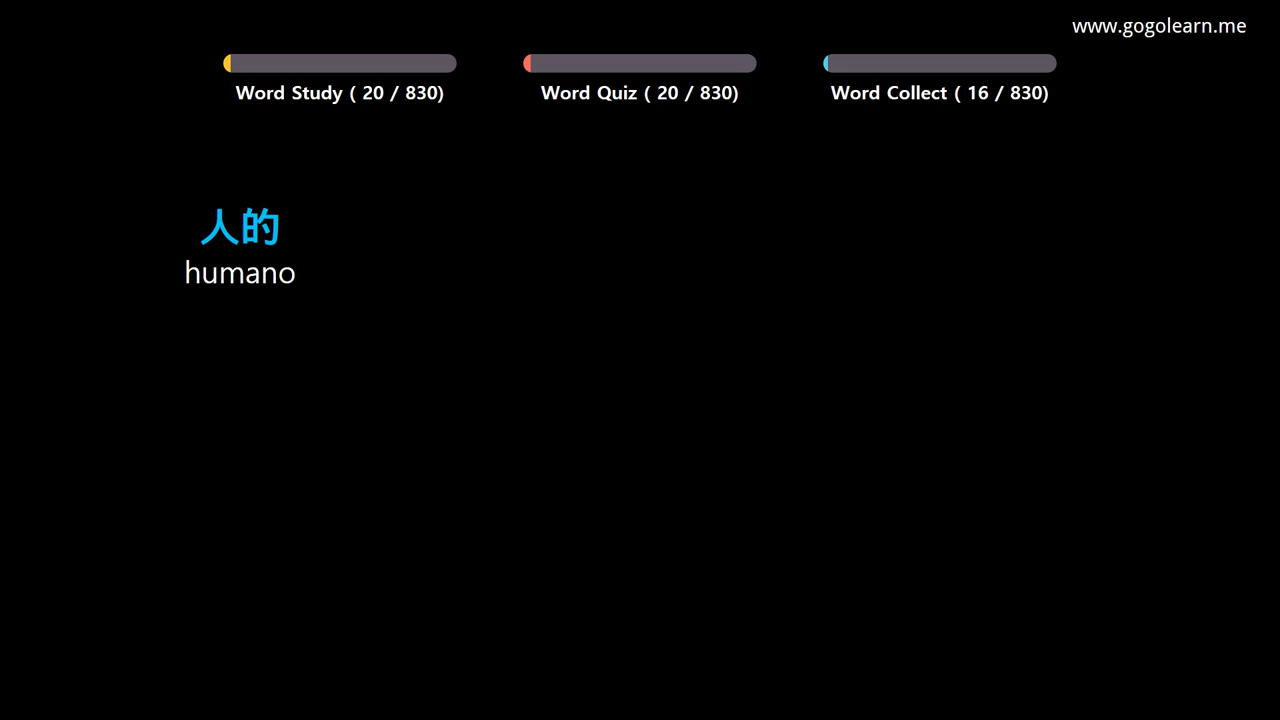 www.gogolearn.me
Word Study ( 20 / 830)
Word Quiz ( 20 / 830)
Word Collect ( 16 / 830)
人的
humano